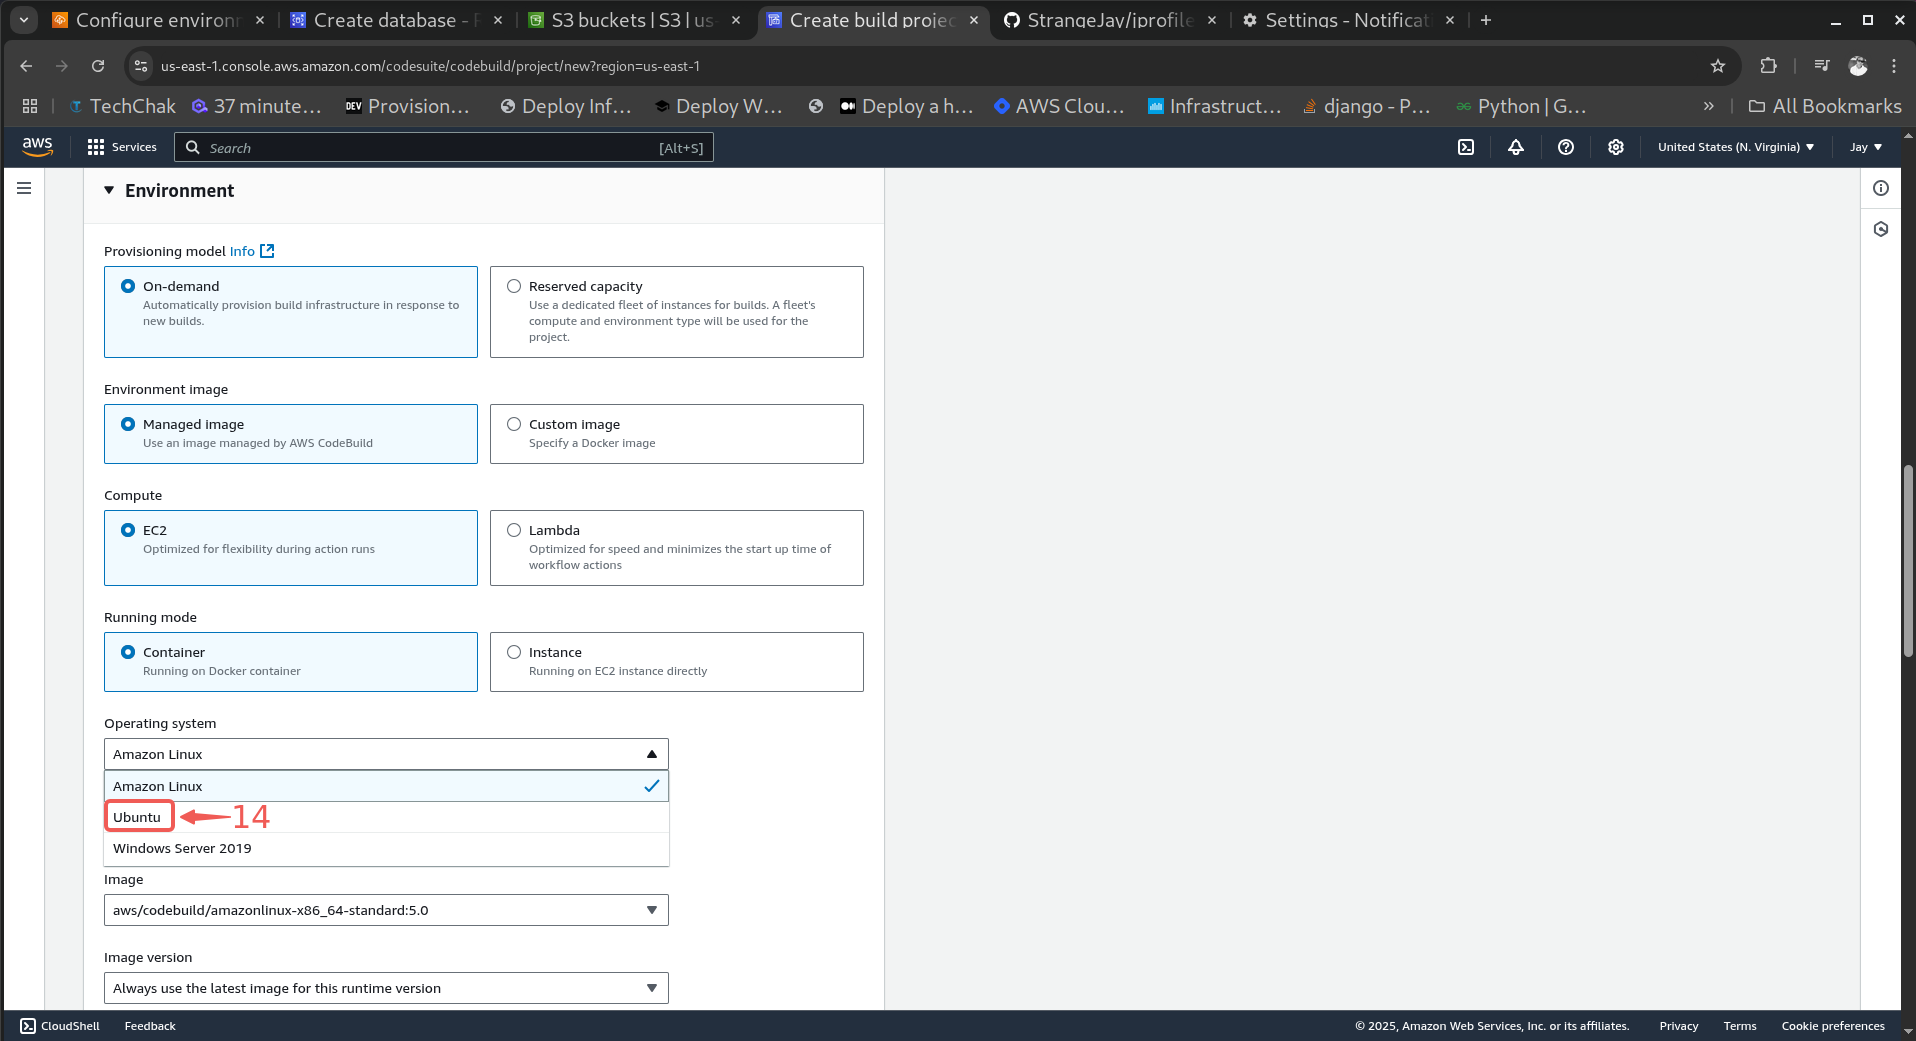 Configure environr
Create database - R
S3 buckets | S3 | us-
Create build projec
StrangeJay/jprofile
Settings - Notificat
us-east-1.console.aws.amazon.com/codesuite/codebuild/project/new?region=us-east-1
TechChak
37 minute...
DEV Provision...
Deploy Inf...
Deploy W...
Deploy a h...
AWS Clou...
Infrastruct...
django - P...
Python | G...
» All Bookmarks
aws
Services
Search [Alt+S]
United States (N. Virginia)
Jay
Environment
Provisioning model Info
On-demand
Automatically provision build infrastructure in response to
new builds.
Reserved capacity
Use a dedicated fleet of instances for builds. A fleet's
compute and environment type will be used for the
project.
Environment image
Managed image
Use an image managed by AWS CodeBuild
Custom image
Specify a Docker image
Compute
EC2
Optimized for flexibility during action runs
Lambda
Optimized for speed and minimizes the start up time of
workflow actions
Running mode
Container
Running on Docker container
Instance
Running on EC2 instance directly
Operating system
Amazon Linux
Amazon Linux
Ubuntu 14
Windows Server 2019
Image
aws/codebuild/amazonlinux-x86_64-standard:5.0
Image version
Always use the latest image for this runtime version
CloudShell
Feedback
© 2025, Amazon Web Services, Inc. or its affiliates.
Privacy
Terms
Cookie preferences